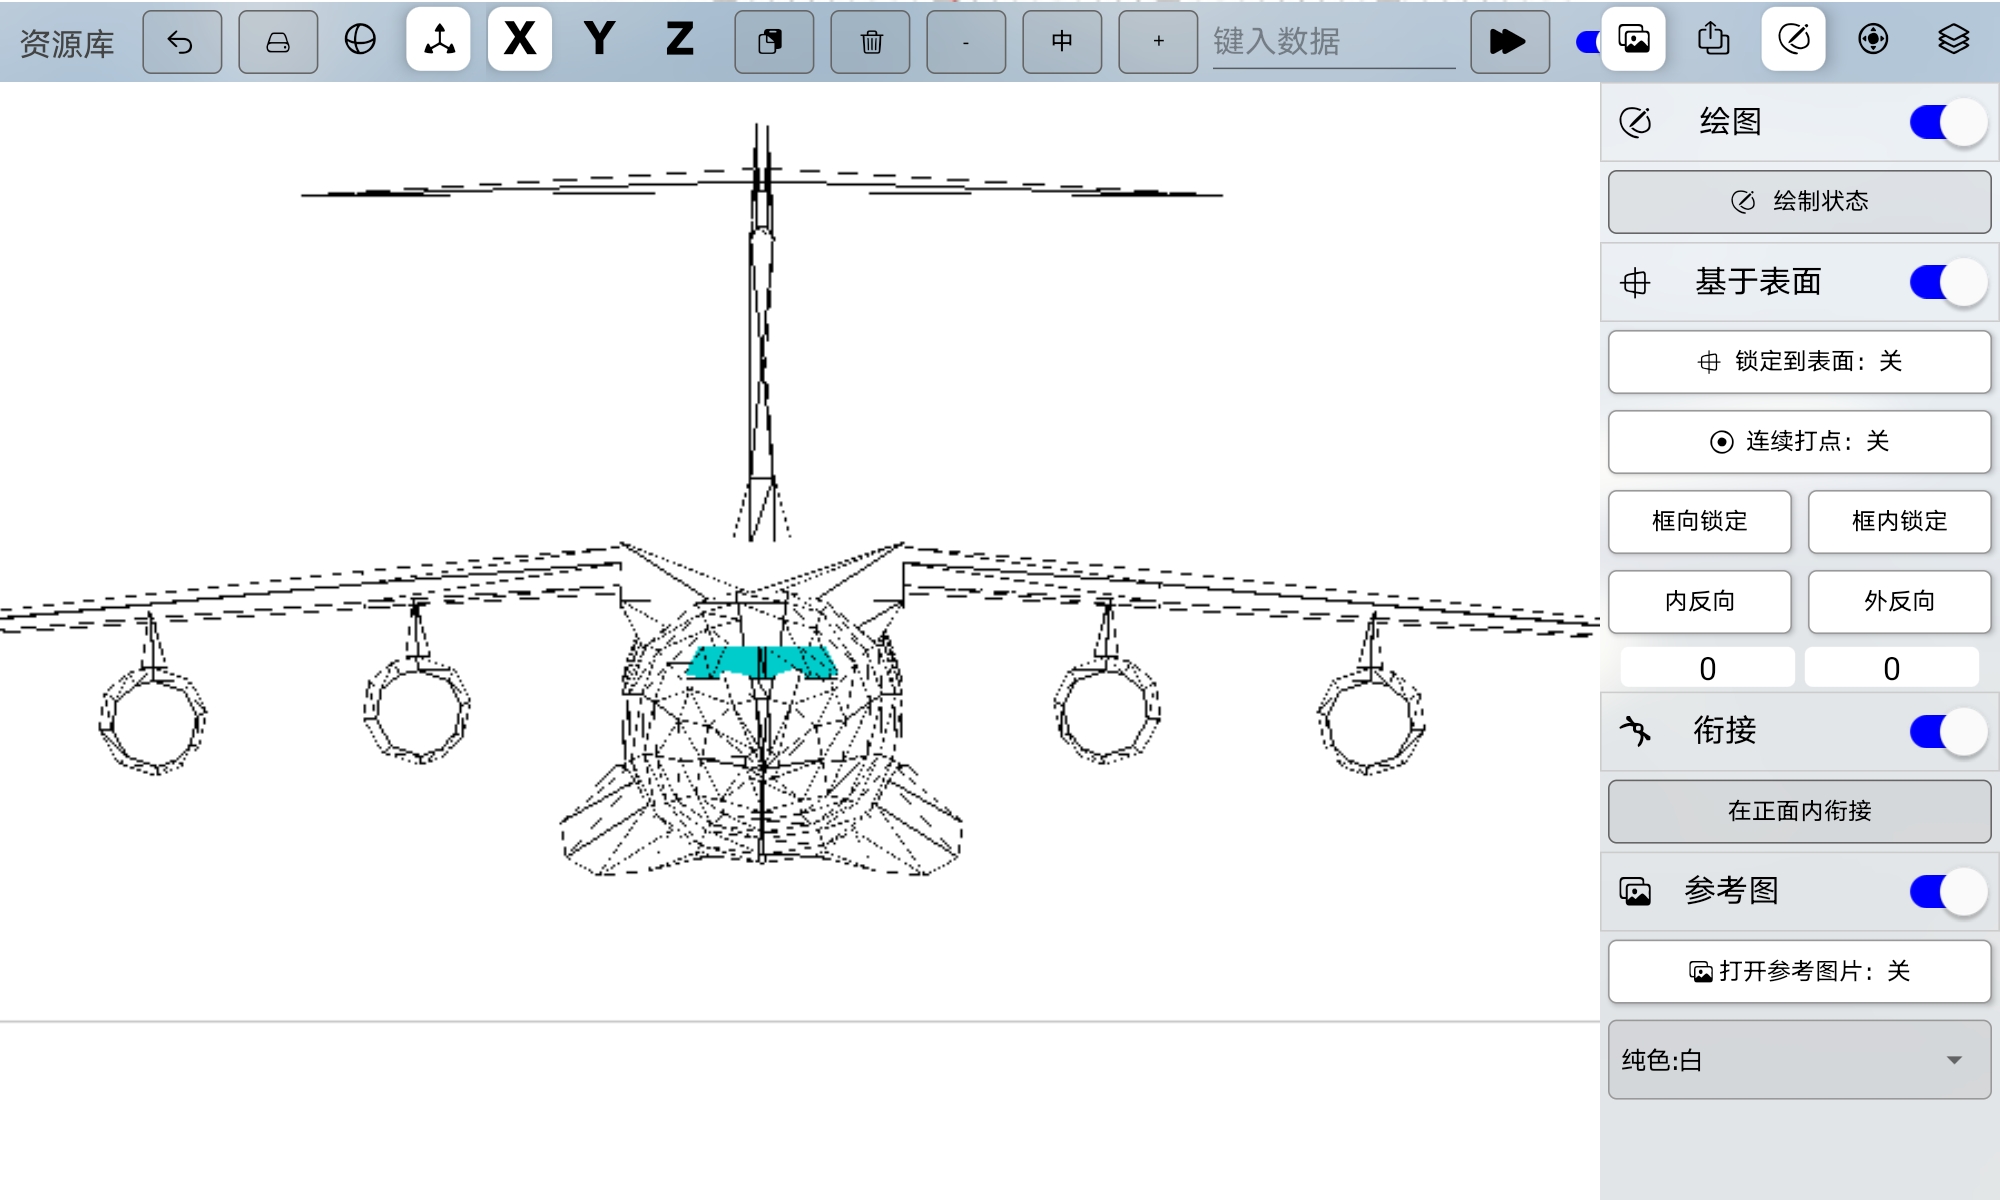 资源库 X Y Z - 中 + 键入数据
绘图
绘制状态
基于表面
锁定到表面：关
连续打点：关
框向锁定 框内锁定
内反向 外反向
0 0
衔接
在正面内衔接
参考图
打开参考图片：关
纯色:白